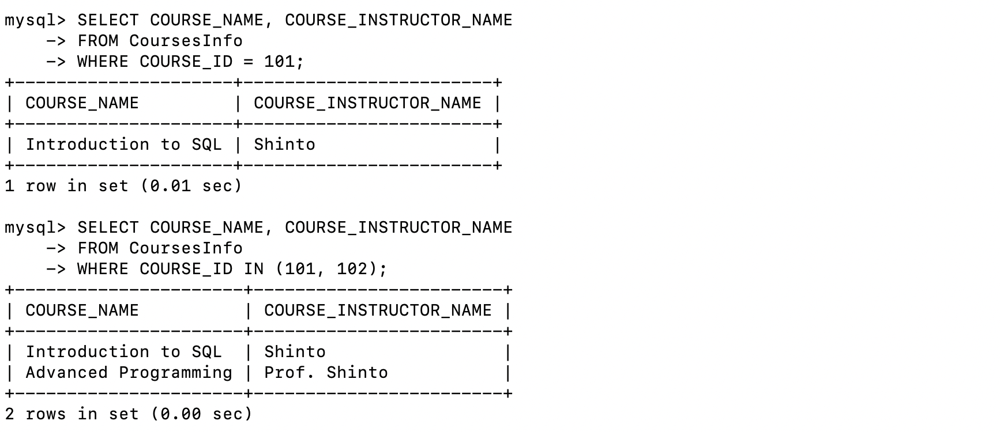 mysql> SELECT COURSE_NAME, COURSE_INSTRUCTOR_NAME
    -> FROM CoursesInfo
    -> WHERE COURSE_ID = 101;
+---------------------+------------------------+
| COURSE_NAME         | COURSE_INSTRUCTOR_NAME |
+---------------------+------------------------+
| Introduction to SQL | Shinto                 |
+---------------------+------------------------+
1 row in set (0.01 sec)

mysql> SELECT COURSE_NAME, COURSE_INSTRUCTOR_NAME
    -> FROM CoursesInfo
    -> WHERE COURSE_ID IN (101, 102);
+----------------------+------------------------+
| COURSE_NAME          | COURSE_INSTRUCTOR_NAME |
+----------------------+------------------------+
| Introduction to SQL  | Shinto                 |
| Advanced Programming | Prof. Shinto           |
+----------------------+------------------------+
2 rows in set (0.00 sec)